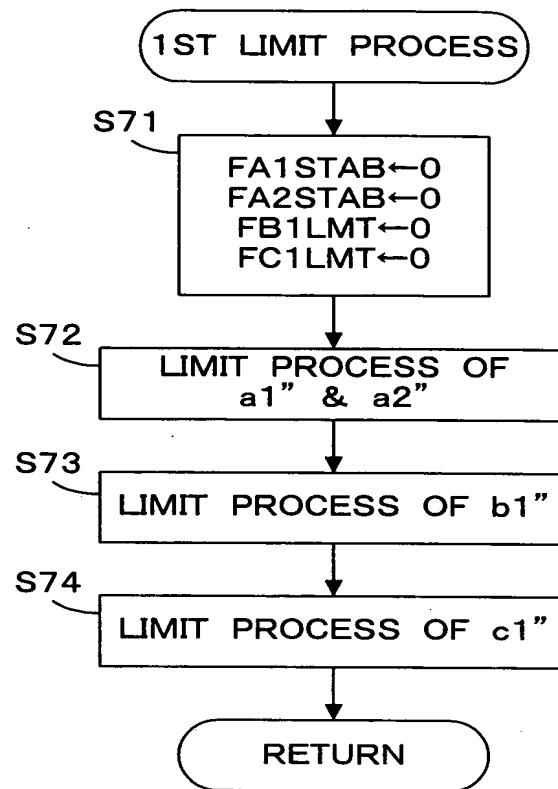 1ST LIMIT PROCESS
S71
FA1STAB←0
FA2STAB←0
FB1LMT←0
FC1LMT←0
S72
LIMIT PROCESS OF
a1” & a2”
S73
LIMIT PROCESS OF b1”
S74
LIMIT PROCESS OF c1”
RETURN